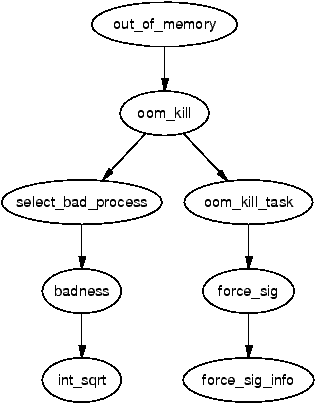 out_of_memory
oom_kill
select_bad_process
oom_kill_task
badness
force_sig
int_sqrt
force_sig_info